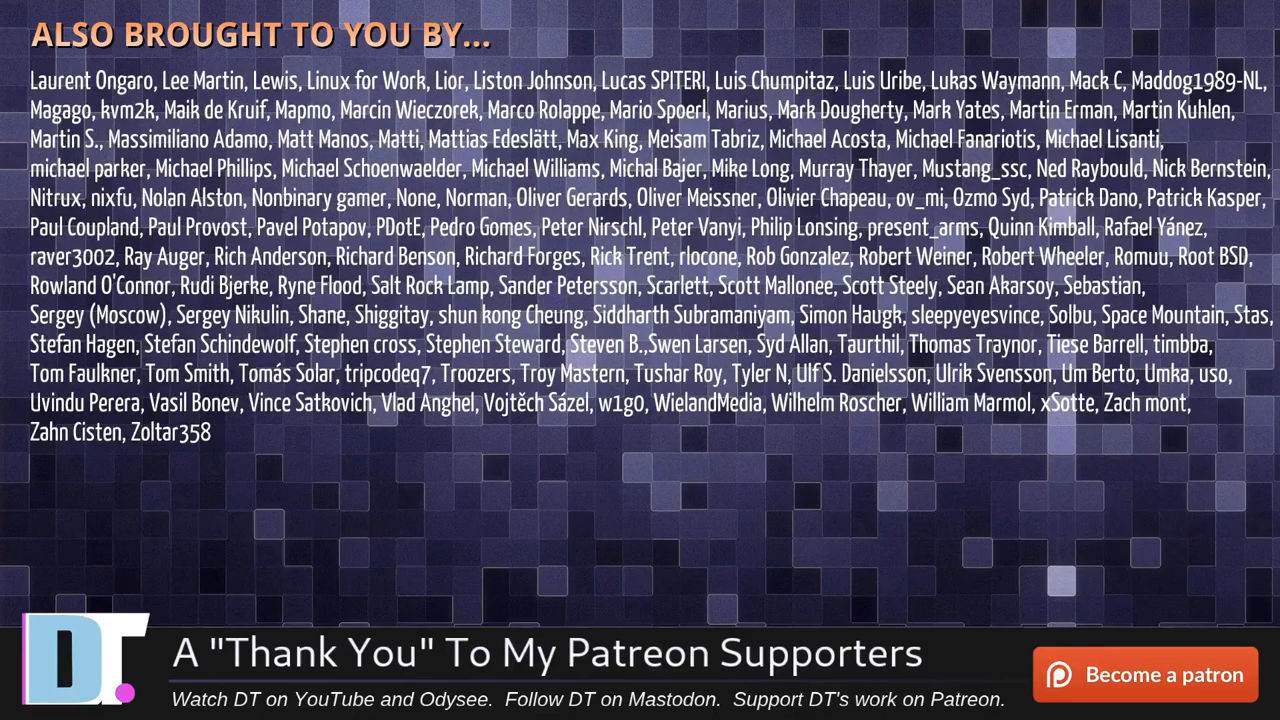 ALSO BROUGHT TO YOU BY...
Laurent Ongaro, Lee Martin, Lewis, Linux for Work, Lior, Liston Johnson, Lucas SPITERI, Luis Chumpitaz, Luis Uribe, Lukas Waymann, Mack C, Maddog1989-NL,
Magago, kvm2k, Maik de Kruif, Mapmo, Marcin Wieczorek, Marco Rolappe, Mario Spoerl, Marius, Mark Dougherty, Mark Yates, Martin Erman, Martin Kuhlen,
Martin S., Massimiliano Adamo, Matt Manos, Matti, Mattias Edeslätt, Max King, Meisam Tabriz, Michael Acosta, Michael Fanariotis, Michael Lisanti,
michael parker, Michael Phillips, Michael Schoenwaelder, Michael Williams, Michal Bajer, Mike Long, Murray Thayer, Mustang_ssc, Ned Raybould, Nick Bernstein,
Nitrux, nixfu, Nolan Alston, Nonbinary gamer, None, Norman, Oliver Gerards, Oliver Meissner, Olivier Chapeau, ov_mi, Ozmo Syd, Patrick Dano, Patrick Kasper,
Paul Coupland, Paul Provost, Pavel Potapov, PDotE, Pedro Gomes, Peter Nirschl, Peter Vanyi, Philip Lonsing, present_arms, Quinn Kimball, Rafael Yánez,
raver3002, Ray Auger, Rich Anderson, Richard Benson, Richard Forges, Rick Trent, rlocone, Rob Gonzalez, Robert Weiner, Robert Wheeler, Romuu, Root BSD,
Rowland O'Connor, Rudi Bjerke, Ryne Flood, Salt Rock Lamp, Sander Petersson, Scarlett, Scott Mallonee, Scott Steely, Sean Akarsoy, Sebastian,
Sergey (Moscow), Sergey Nikulin, Shane, Shiggitay, shun kong Cheung, Siddharth Subramaniyam, Simon Haugk, sleepyeyesvince, Solbu, Space Mountain, Stas,
Stefan Hagen, Stefan Schindewolf, Stephen cross, Stephen Steward, Steven B.,Swen Larsen, Syd Allan, Taurthil, Thomas Traynor, Tiese Barrell, timbba,
Tom Faulkner, Tom Smith, Tomás Solar, tripcodeq7, Troozers, Troy Mastern, Tushar Roy, Tyler N, Ulf S. Danielsson, Ulrik Svensson, Um Berto, Umka, uso,
Uvindu Perera, Vasil Bonev, Vince Satkovich, Vlad Anghel, Vojtěch Sázel, w1g0, WielandMedia, Wilhelm Roscher, William Marmol, xSotte, Zach mont,
Zahn Cisten, Zoltar358
DT
A "Thank You" To My Patreon Supporters
Watch DT on YouTube and Odysee. Follow DT on Mastodon. Support DT's work on Patreon.
Become a patron